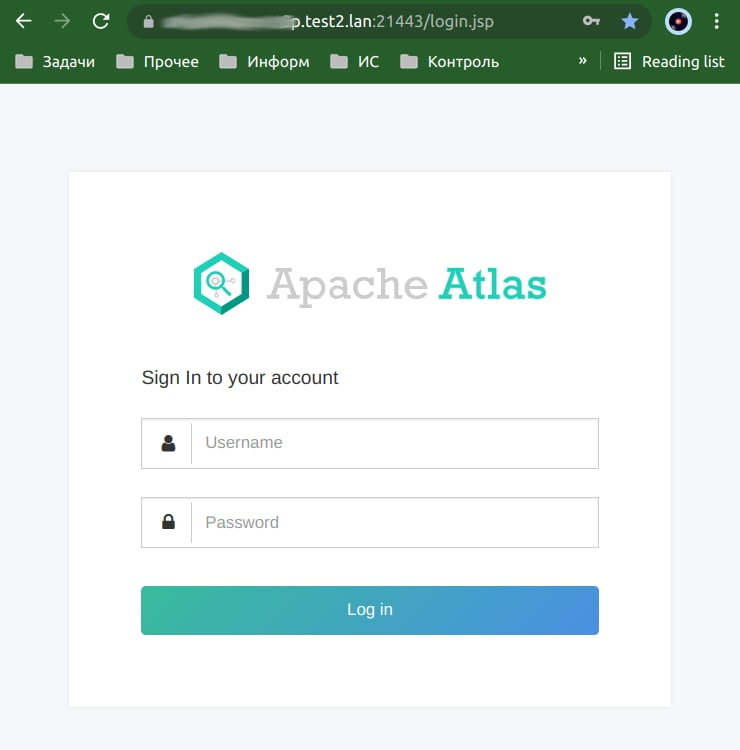 p.test2.lan:21443/login.jsp
Задачи Прочее Информ ИС Контроль » Reading list
Apache Atlas
Sign In to your account
Username
Password
Log in